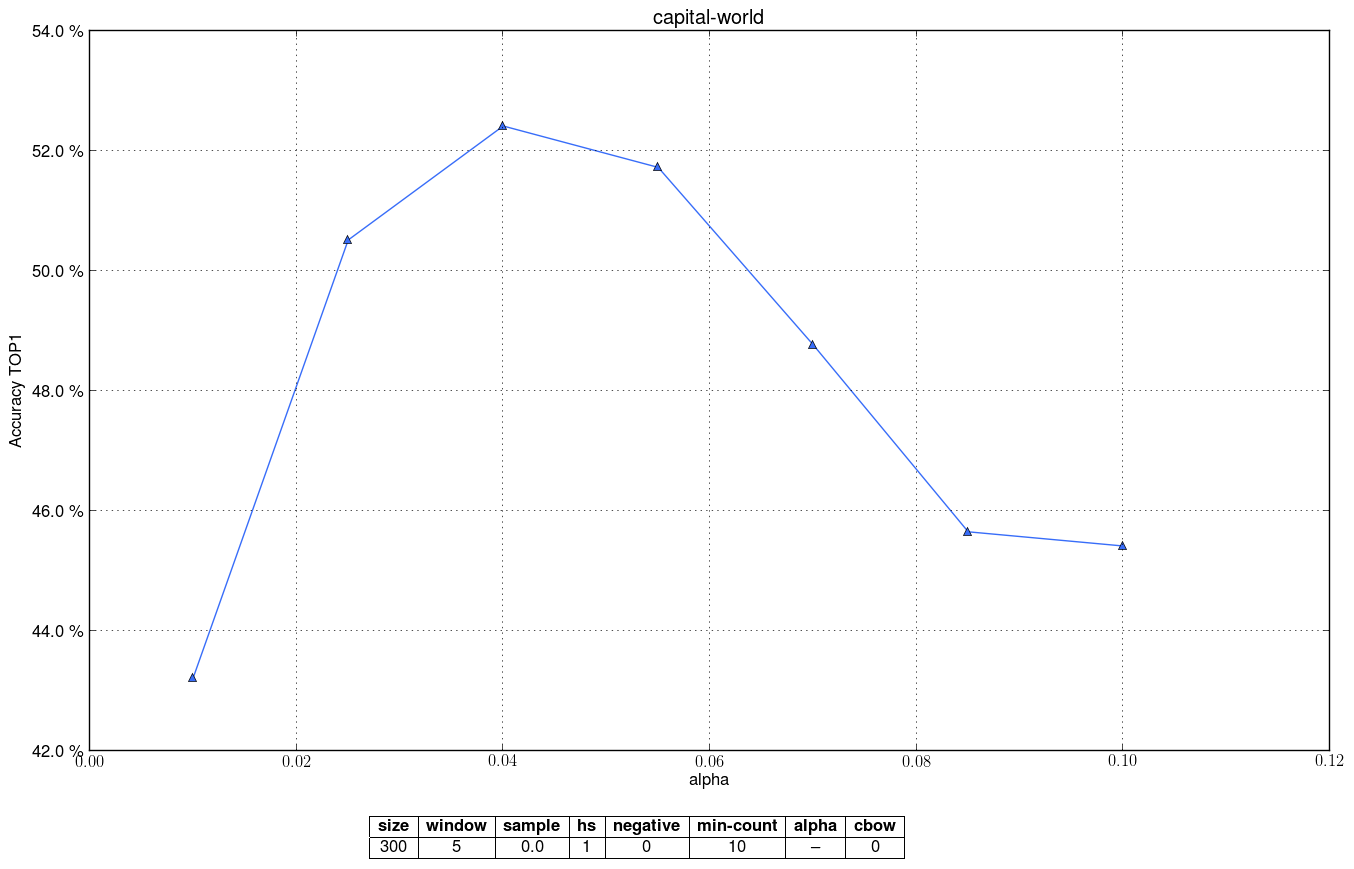 capital-world
54.0 %
52.0 %
50.0 %
48.0 %
46.0 %
44.0 %
42.0 %
Accuracy TOP1
0.00 0.02 0.04 0.06 0.08 0.10 0.12
alpha
size window sample hs negative min-count alpha cbow
300 5 0.0 1 0 10 – 0